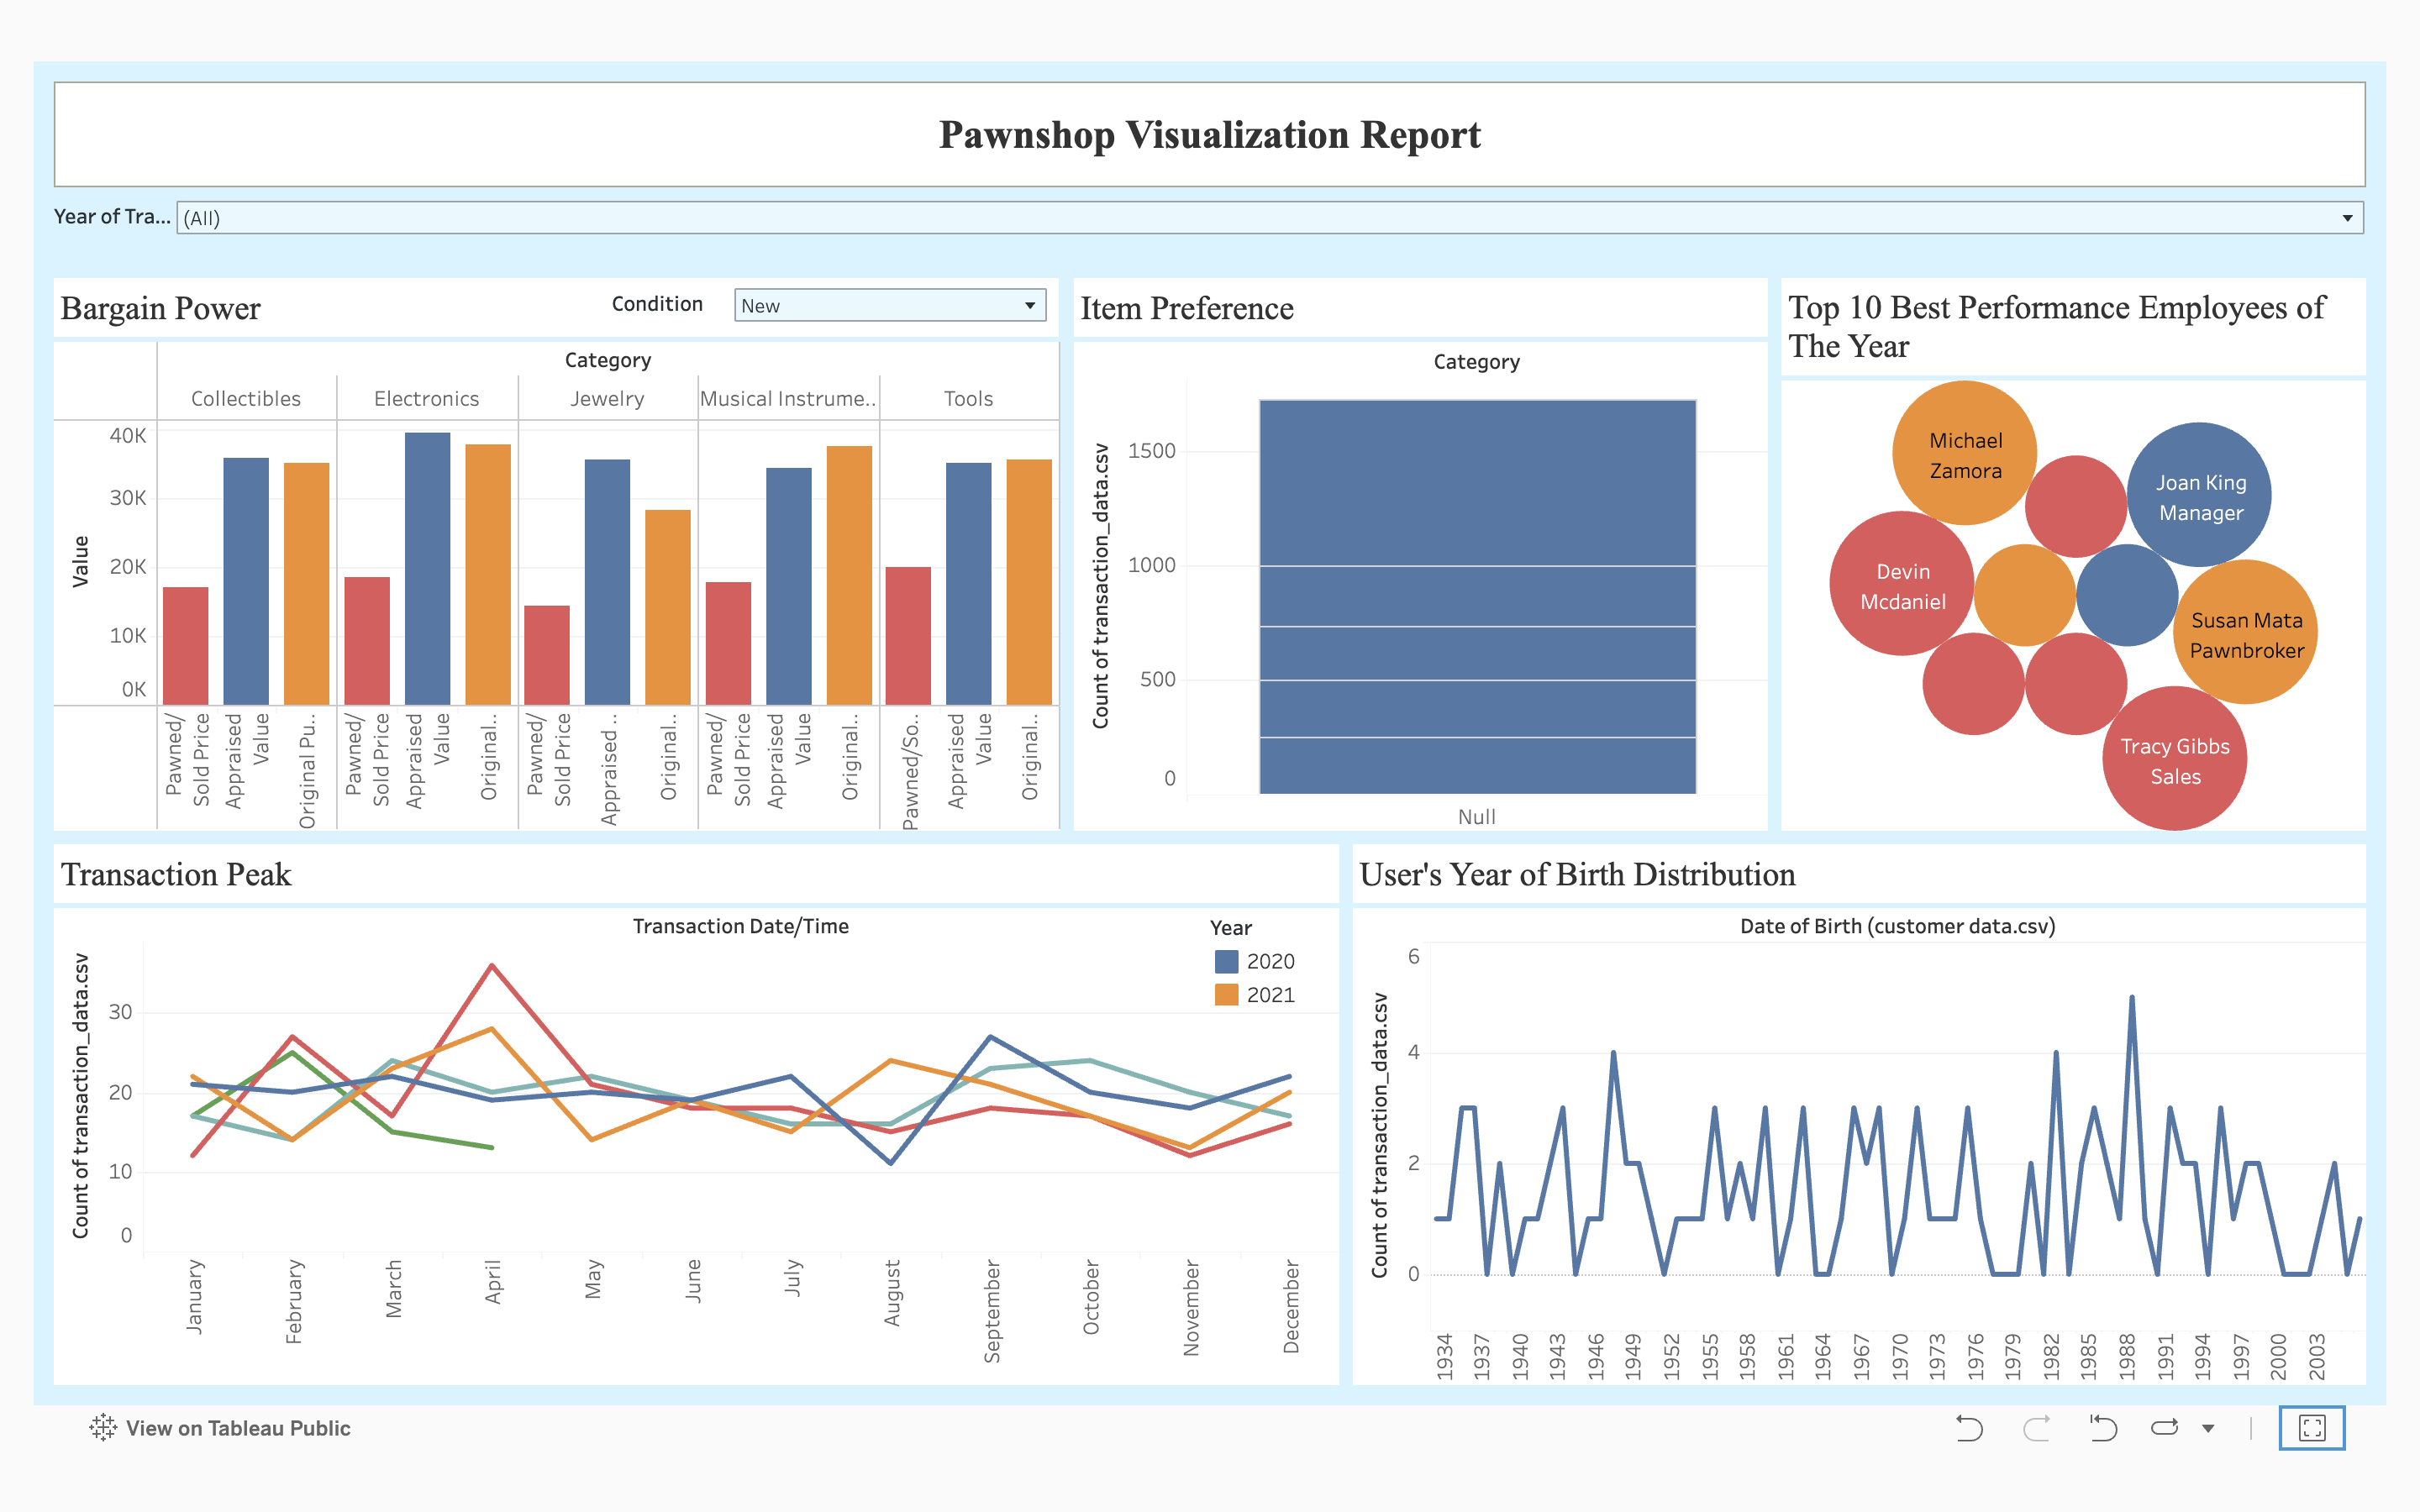 Pawnshop Visualization Report
Year of Tra...
(All)
Bargain Power
Condition
New
Category
Collectibles
Electronics
Jewelry
Musical Instrume..
Tools
Value
40K
30K
20K
10K
0K
Pawned/
Sold Price
Appraised
Value
Original Pu..
Pawned/
Sold Price
Appraised
Value
Original..
Pawned/
Sold Price
Appraised ..
Original..
Pawned/
Sold Price
Appraised
Value
Original..
Pawned/So..
Appraised
Value
Original..
Item Preference
Category
Count of transaction_data.csv
1500
1000
500
0
Null
Top 10 Best Performance Employees of
The Year
Michael
Zamora
Joan King
Manager
Devin
Mcdaniel
Susan Mata
Pawnbroker
Tracy Gibbs
Sales
Transaction Peak
Transaction Date/Time
Year
2020
2021
Count of transaction_data.csv
30
20
10
0
January
February
March
April
May
June
July
August
September
October
November
December
User's Year of Birth Distribution
Date of Birth (customer data.csv)
Count of transaction_data.csv
6
4
2
0
1934
1937
1940
1943
1946
1949
1952
1955
1958
1961
1964
1967
1970
1973
1976
1979
1982
1985
1988
1991
1994
1997
2000
2003
View on Tableau Public